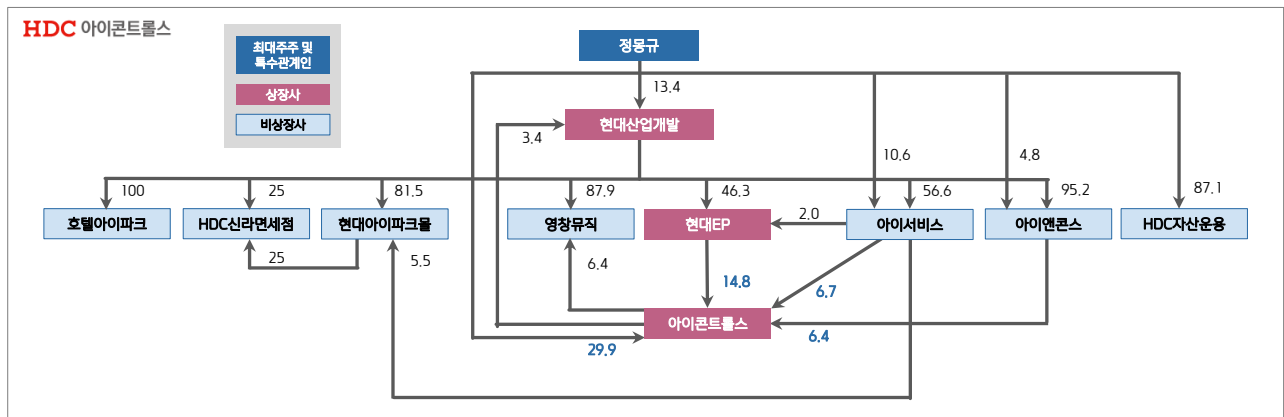 HDC 아이콘트롤스
최대주주 및
특수관계인
상장사
비상장사
정몽규
13.4
현대산업개발
3.4
10.6
4.8
100
25
81.5
87.9
46.3
56.6
95.2
87.1
호텔아이파크
HDC신라면세점
현대아이파크몰
영창뮤직
현대EP
2.0
아이서비스
아이앤콘스
HDC자산운용
25
5.5
6.4
14.8
6.7
아이콘트롤스
6.4
29.9